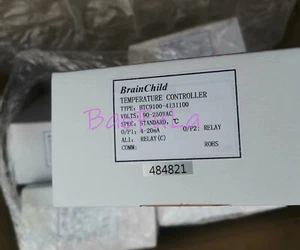 BrainChild
TEMPERATURE CONTROLLER
TYPE: BTC9100-4131100
VOLTS: 90-250VAC
SPEC: STANDARD, ℃
O/P1: 4-20mA O/P2: RELAY
AL1: RELAY(C)
COMM: ROHS
484821